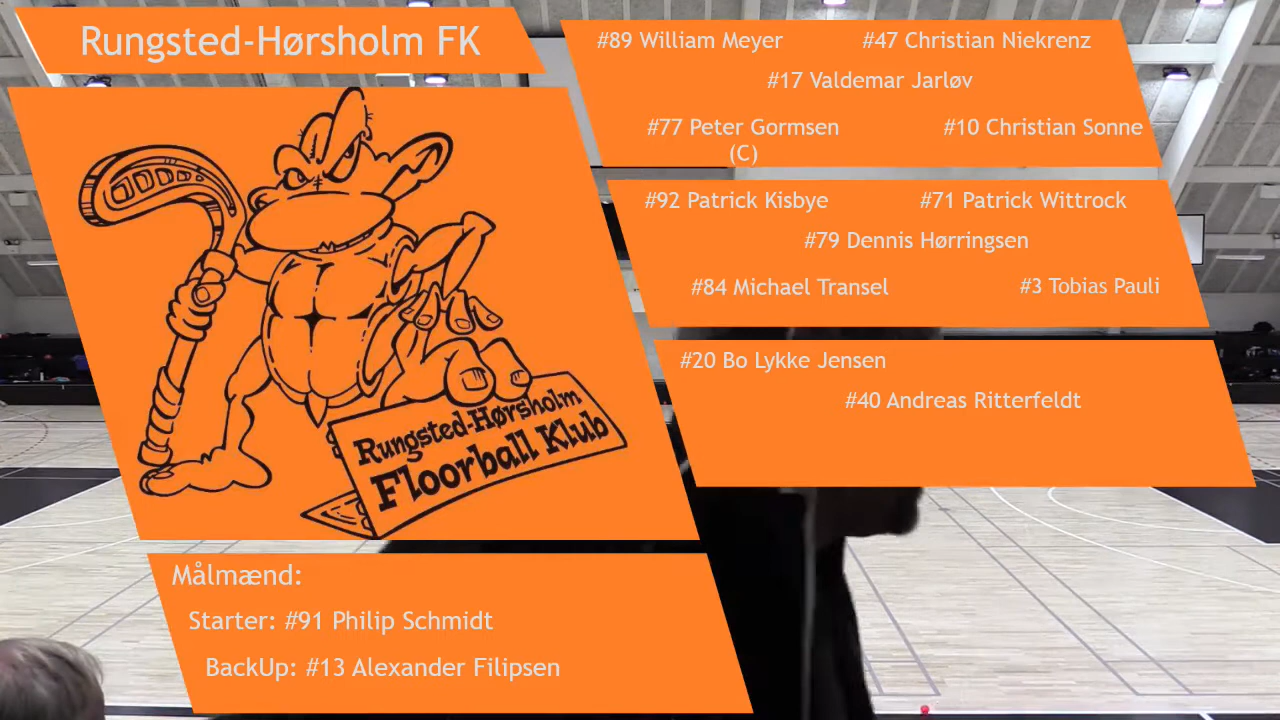 Rungsted-Hørsholm FK
#89 William Meyer
#47 Christian Niekrenz
#17 Valdemar Jarløv
#77 Peter Gormsen
(C)
#10 Christian Sonne
#92 Patrick Kisbye
#71 Patrick Wittrock
#79 Dennis Hørringsen
#84 Michael Transel
#3 Tobias Pauli
#20 Bo Lykke Jensen
#40 Andreas Ritterfeldt
Rungsted-Hørsholm
Floorball Klub
Målmænd:
Starter: #91 Philip Schmidt
BackUp: #13 Alexander Filipsen